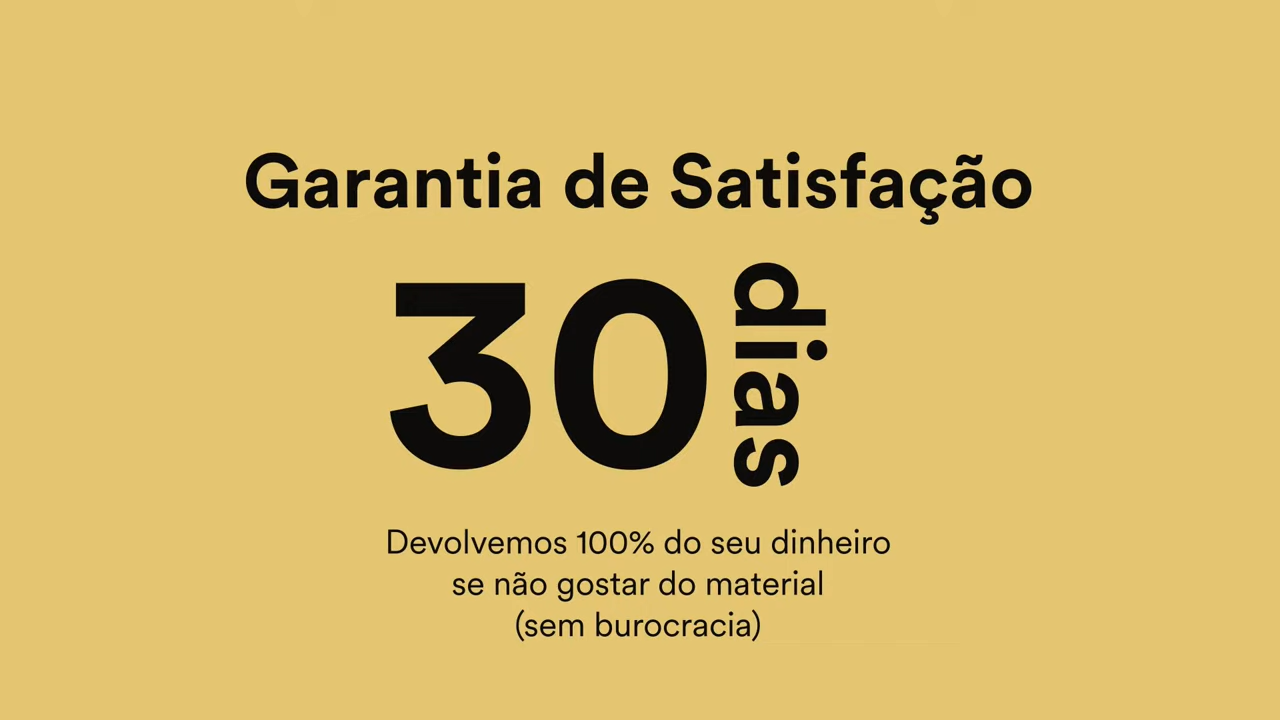 Garantia de Satisfação
30 dias
Devolvemos 100% do seu dinheiro
se não gostar do material
(sem burocracia)